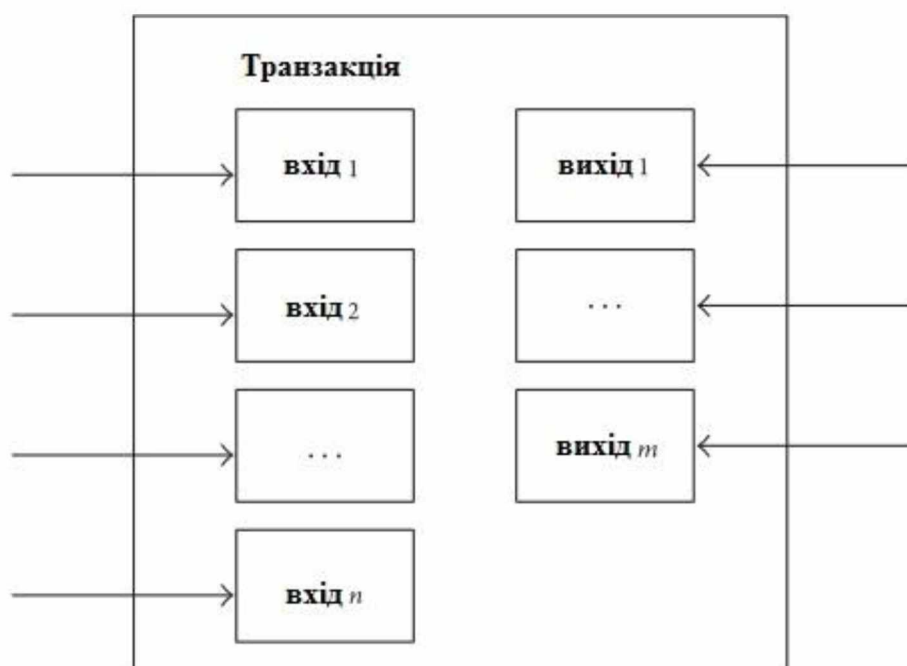 Транзакція
вхід 1
вихід 1
вхід 2
...
...
вихід m
вхід n